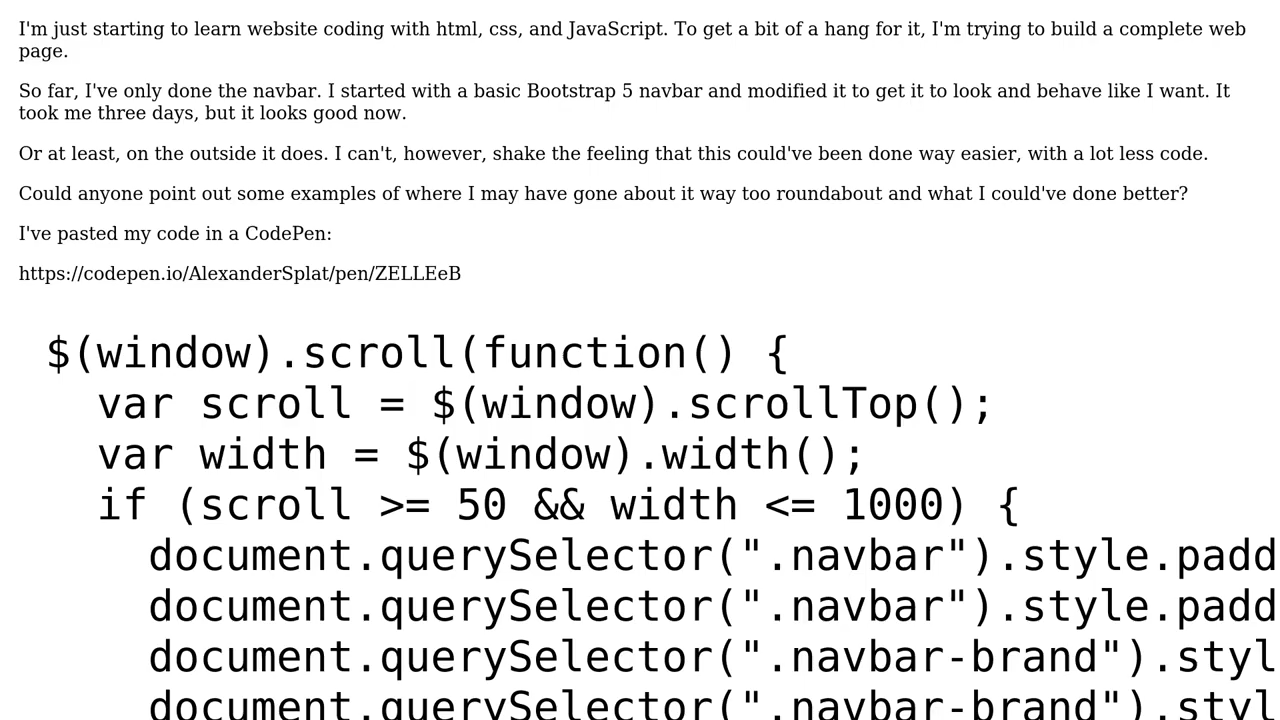 I'm just starting to learn website coding with html, css, and JavaScript. To get a bit of a hang for it, I'm trying to build a complete web
page.
So far, I've only done the navbar. I started with a basic Bootstrap 5 navbar and modified it to get it to look and behave like I want. It
took me three days, but it looks good now.
Or at least, on the outside it does. I can't, however, shake the feeling that this could've been done way easier, with a lot less code.
Could anyone point out some examples of where I may have gone about it way too roundabout and what I could've done better?
I've pasted my code in a CodePen:
https://codepen.io/AlexanderSplat/pen/ZELLEeB
$(window).scroll(function() {
var scroll = $(window).scrollTop();
var width = $(window).width();
if (scroll >= 50 && width <= 1000) {
document.querySelector(".navbar").style.padd
document.querySelector(".navbar").style.padd
document.querySelector(".navbar-brand").styl
document.querySelector(".navbar-brand").styl